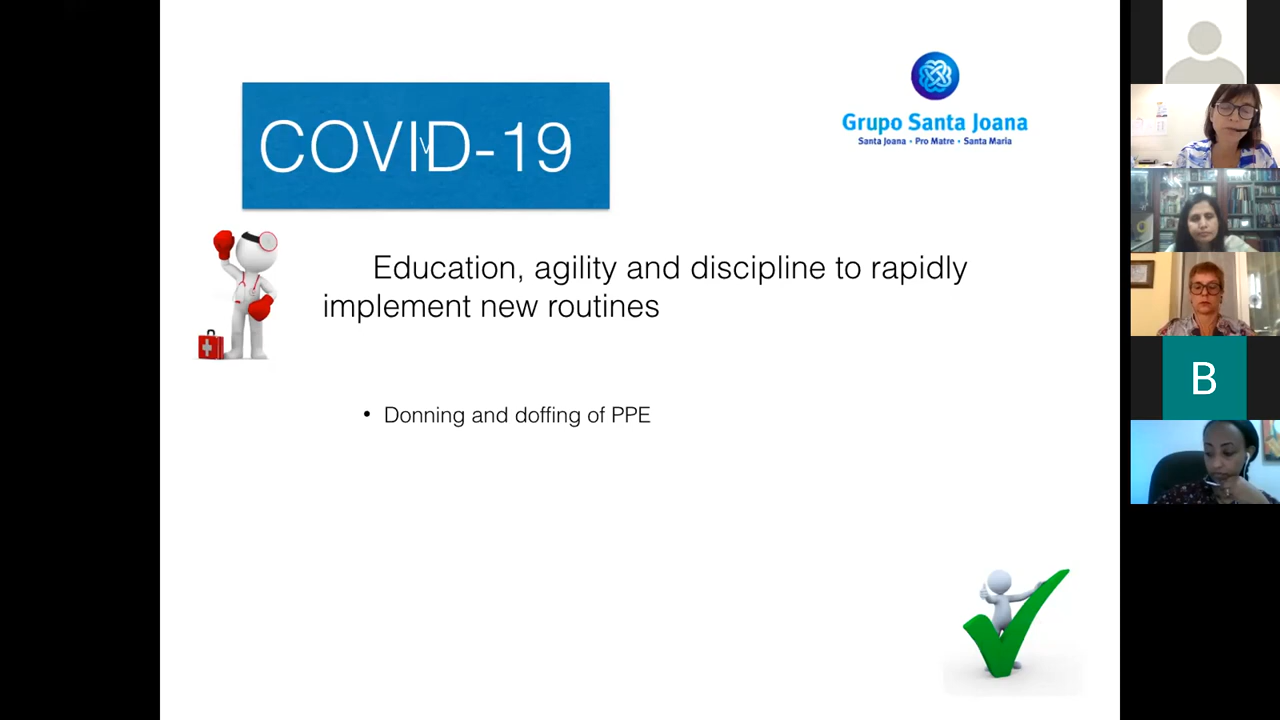 COVID-19
Grupo Santa Joana
Santa Joana • Pro Matre • Santa Maria
Education, agility and discipline to rapidly
implement new routines
• Donning and doffing of PPE
B